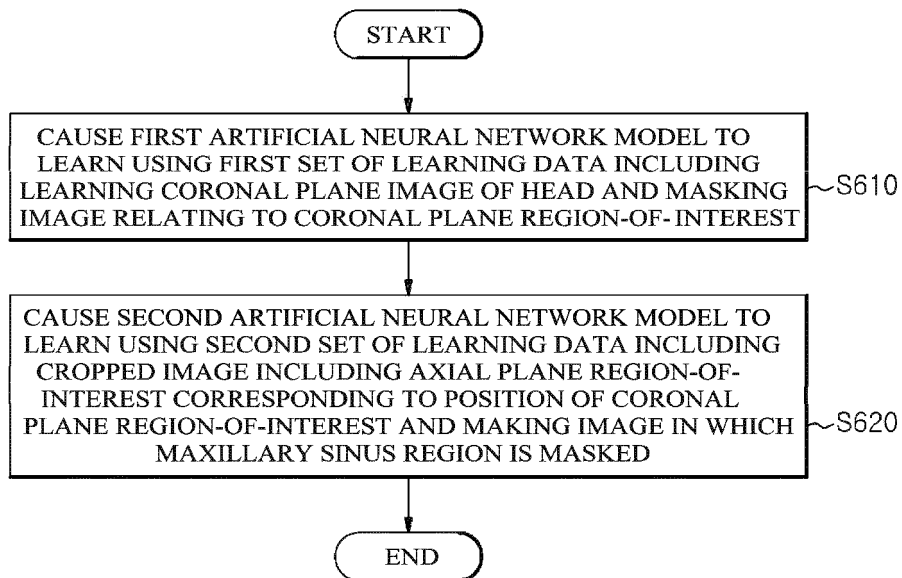 START
CAUSE FIRST ARTIFICIAL NEURAL NETWORK MODEL TO
LEARN USING FIRST SET OF LEARNING DATA INCLUDING
LEARNING CORONAL PLANE IMAGE OF HEAD AND MASKING
IMAGE RELATING TO CORONAL PLANE REGION-OF-INTEREST
S610
CAUSE SECOND ARTIFICIAL NEURAL NETWORK MODEL TO
LEARN USING SECOND SET OF LEARNING DATA INCLUDING
CROPPED IMAGE INCLUDING AXIAL PLANE REGION-OF-
INTEREST CORRESPONDING TO POSITION OF CORONAL
PLANE REGION-OF-INTEREST AND MAKING IMAGE IN WHICH
MAXILLARY SINUS REGION IS MASKED
S620
END